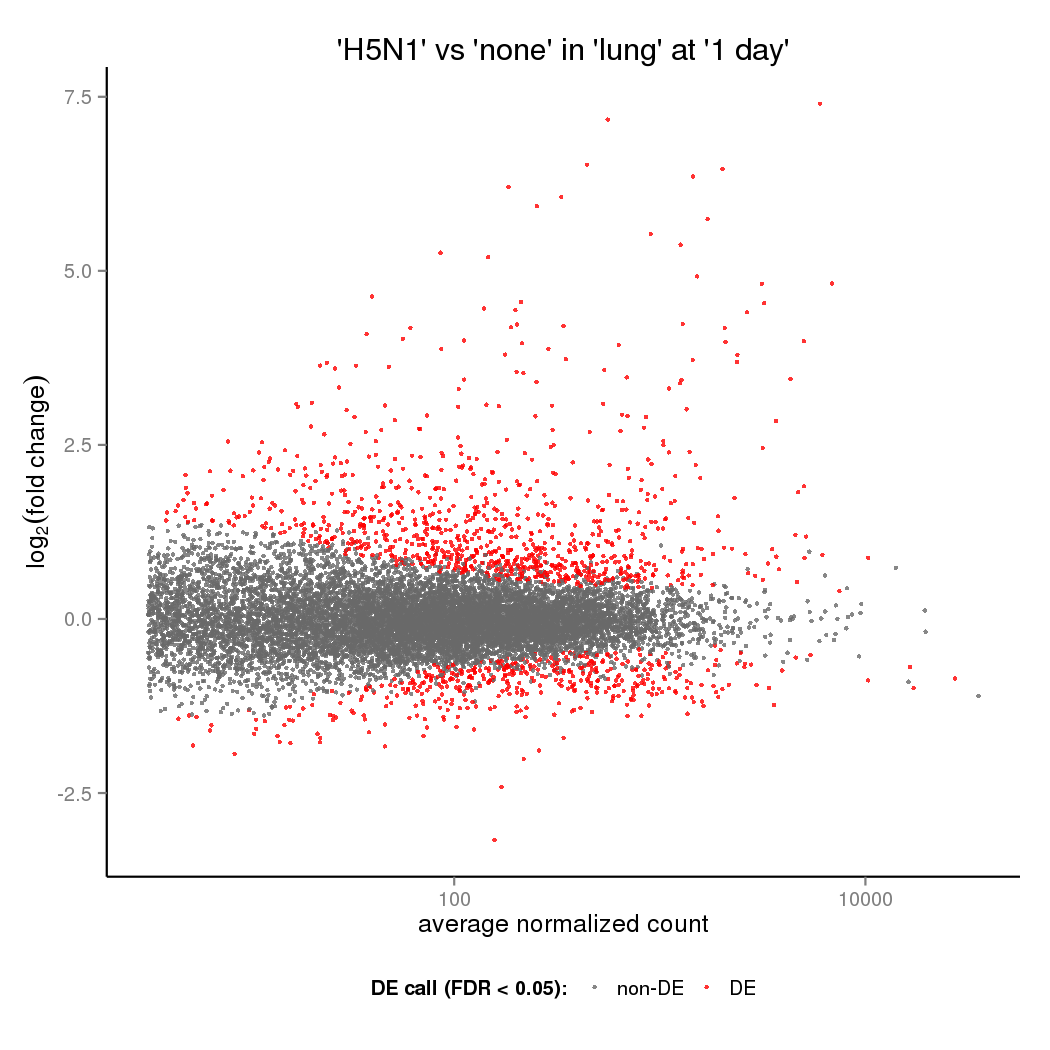 'H5N1' vs 'none' in 'lung' at '1 day'
7.5
5.0
2.5
0.0
-2.5
log₂(fold change)
100
10000
average normalized count
DE call (FDR < 0.05): non-DE DE